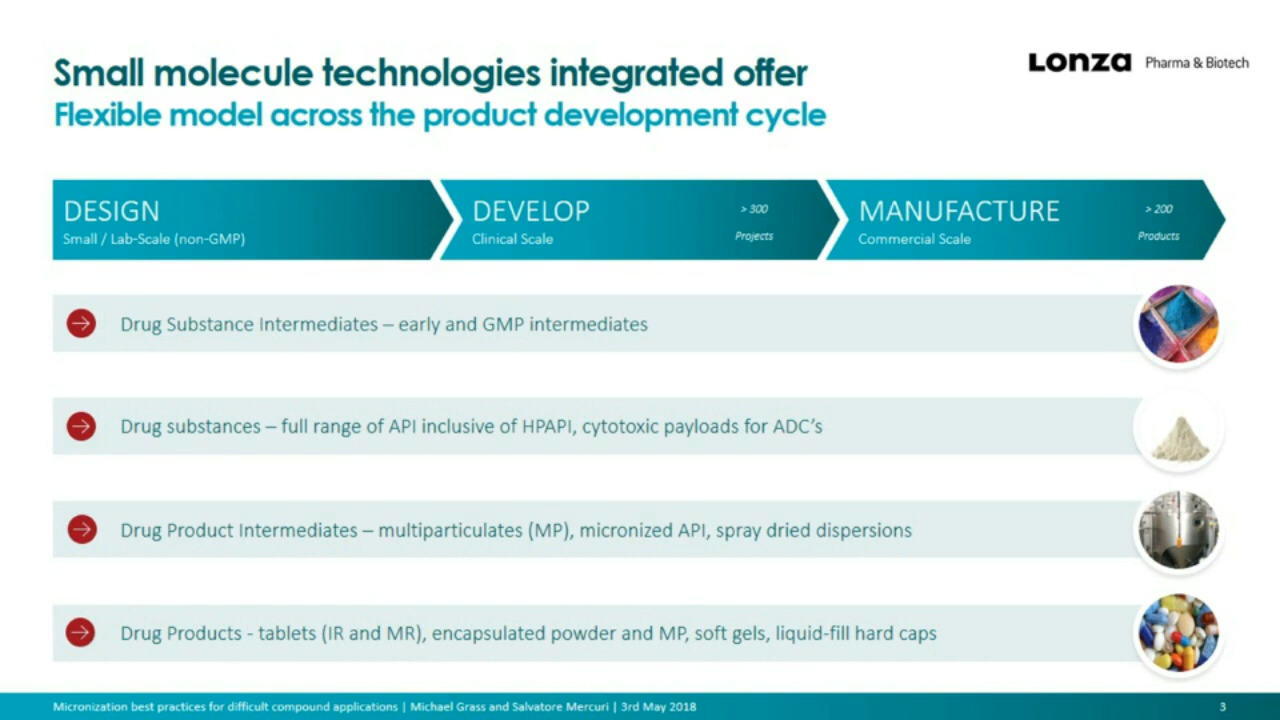 Small molecule technologies integrated offer
Lonza Pharma & Biotech
Flexible model across the product development cycle
DESIGN
Small / Lab-Scale (non-GMP)
DEVELOP
Clinical Scale
> 300
Projects
MANUFACTURE
Commercial Scale
> 200
Products
Drug Substance Intermediates – early and GMP intermediates
Drug substances – full range of API inclusive of HPAPI, cytotoxic payloads for ADC’s
Drug Product Intermediates – multiparticulates (MP), micronized API, spray dried dispersions
Drug Products - tablets (IR and MR), encapsulated powder and MP, soft gels, liquid-fill hard caps
Micronization best practices for difficult compound applications | Michael Grass and Salvatore Mercuri | 3rd May 2018
3